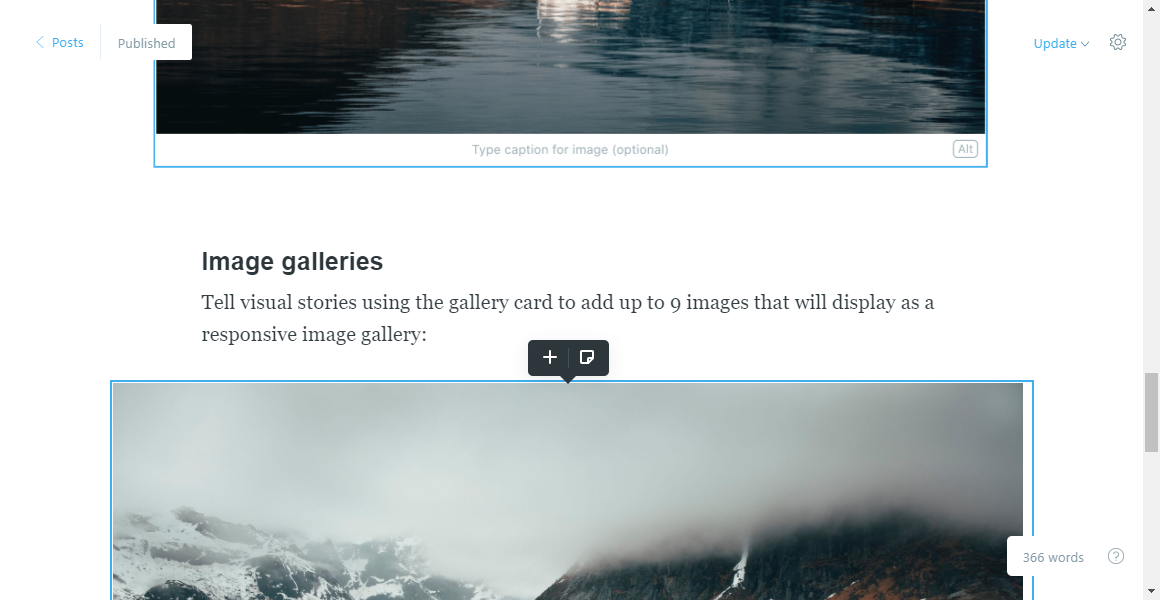 Posts
Published
Update
Type caption for image (optional)
Alt
Image galleries
Tell visual stories using the gallery card to add up to 9 images that will display as a
responsive image gallery:
366 words
?